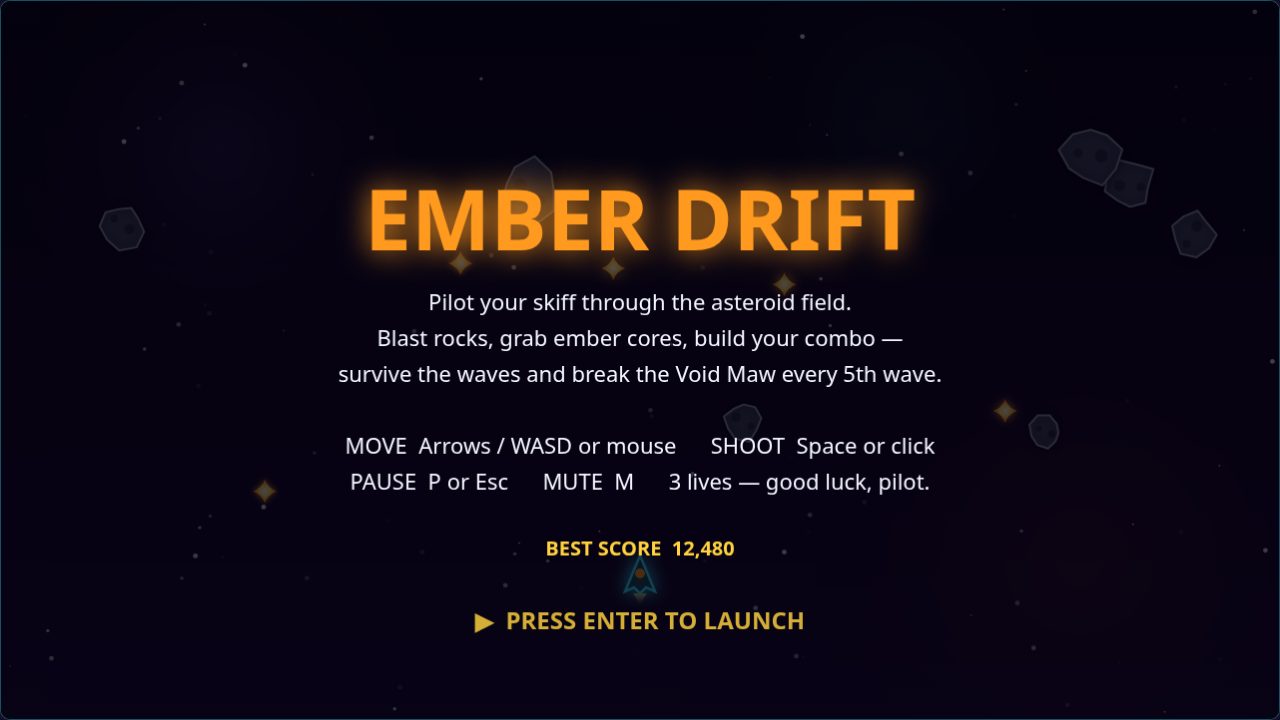 EMBER DRIFT
Pilot your skiff through the asteroid field.
Blast rocks, grab ember cores, build your combo —
survive the waves and break the Void Maw every 5th wave.
MOVE  Arrows / WASD or mouse  SHOOT  Space or click
PAUSE  P or Esc  MUTE  M  3 lives — good luck, pilot.
BEST SCORE  12,480
▶ PRESS ENTER TO LAUNCH